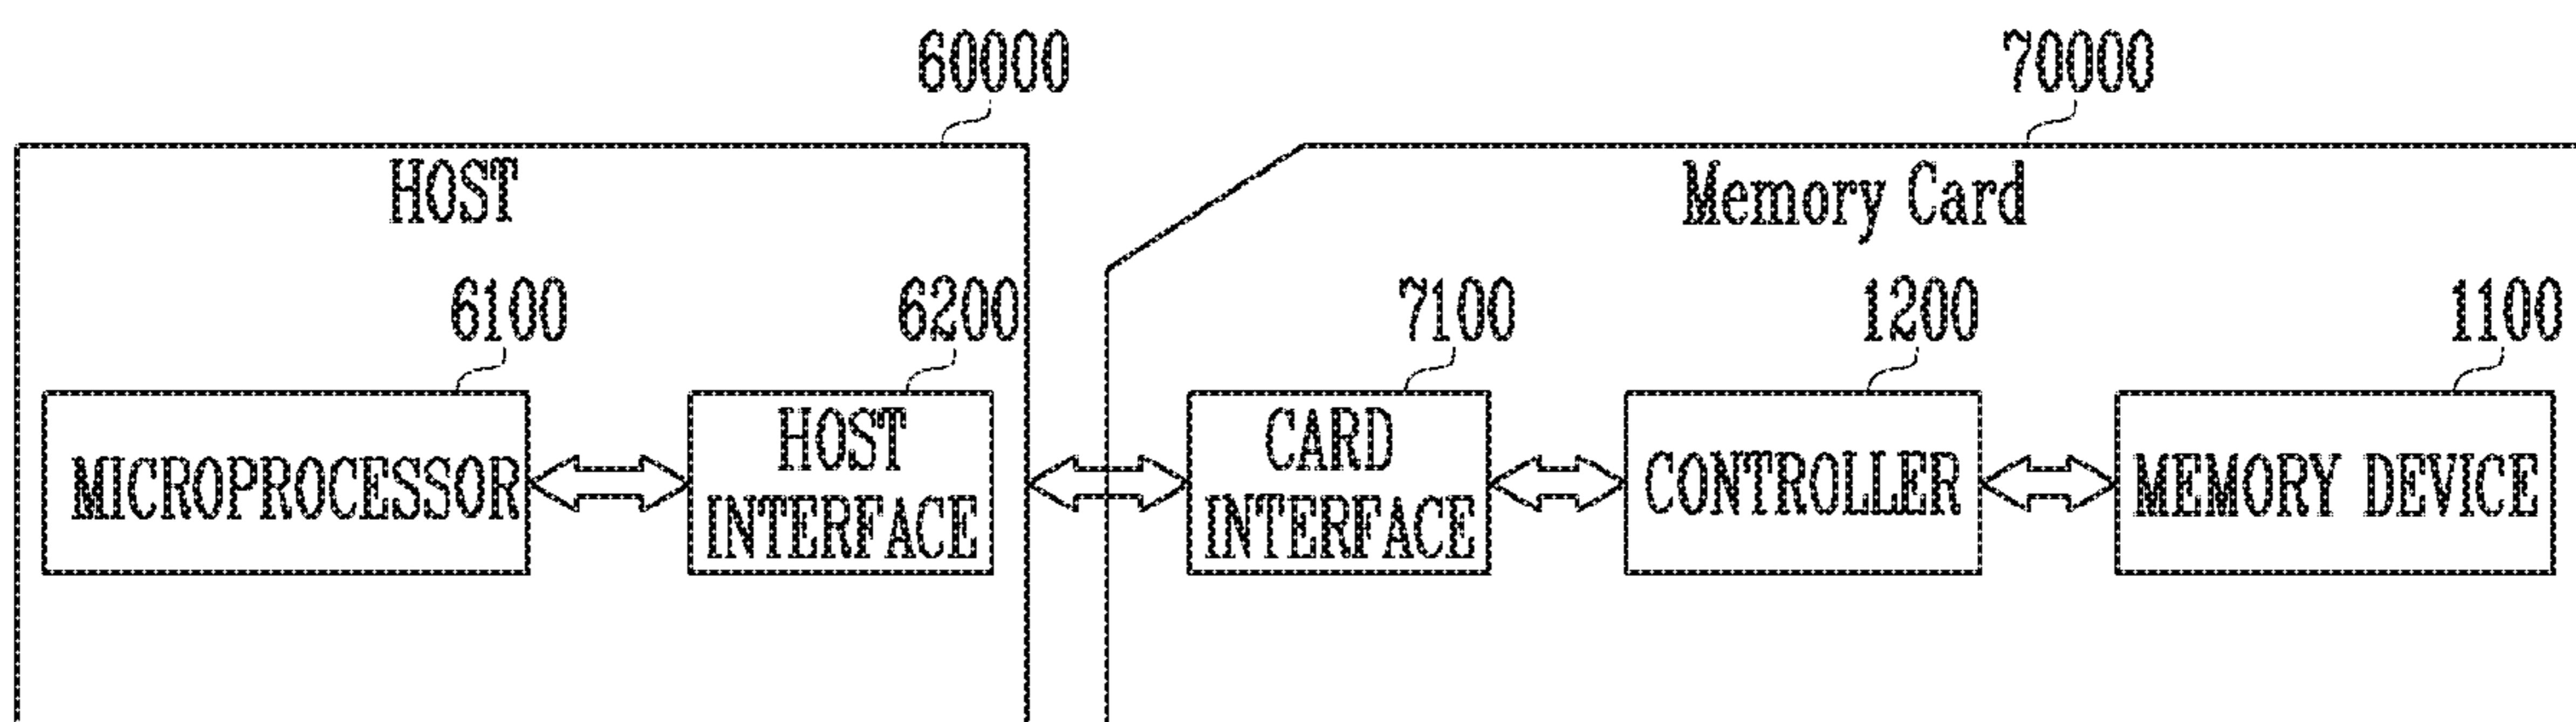 60000
70000
HOST
Memory Card
6100
6200
7100
1200
1100
MICROPROCESSOR
HOST
INTERFACE
CARD
INTERFACE
CONTROLLER
MEMORY DEVICE